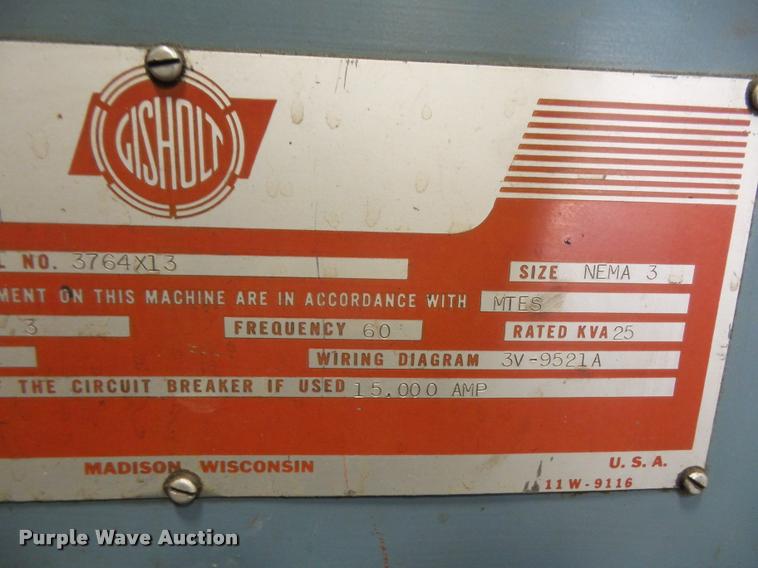 GISHOLT
L NO. 3764X13
SIZE NEMA 3
MENT ON THIS MACHINE ARE IN ACCORDANCE WITH MTES
3 FREQUENCY 60 RATED KVA 25
WIRING DIAGRAM 3V-9521A
F THE CIRCUIT BREAKER IF USED 15,000 AMP
MADISON, WISCONSIN
U.S.A.
11W-9116
Purple Wave Auction